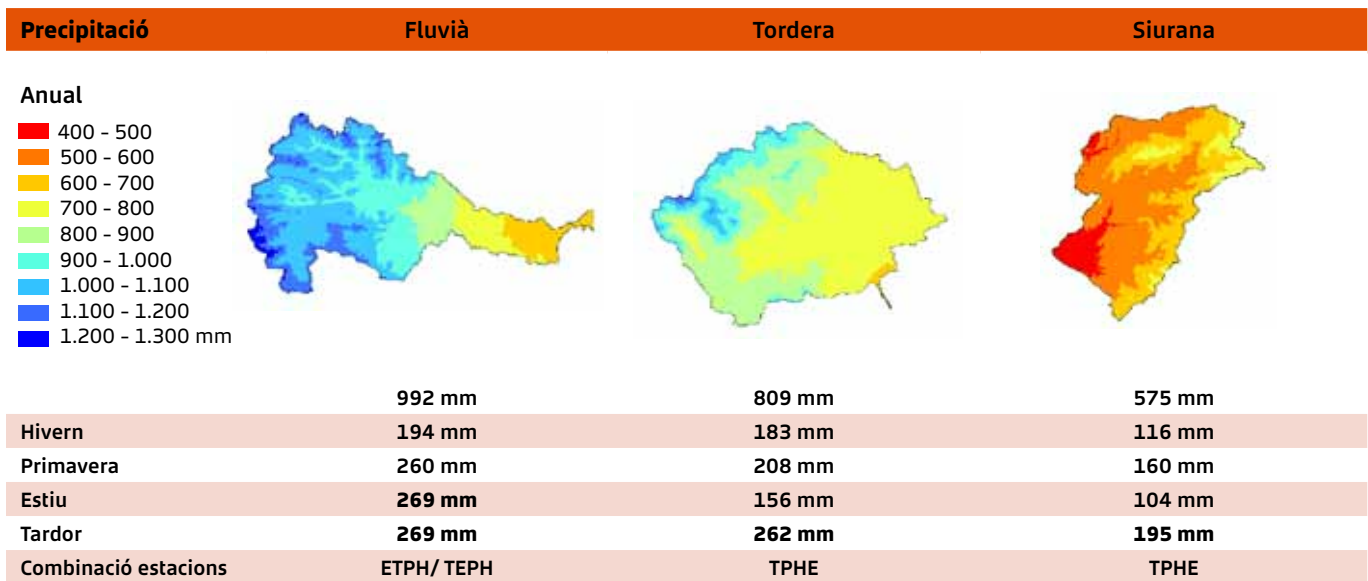 Precipitació Fluvià Tordera Siurana
Anual
400 - 500
500 - 600
600 - 700
700 - 800
800 - 900
900 - 1.000
1.000 - 1.100
1.100 - 1.200
1.200 - 1.300 mm
992 mm 809 mm 575 mm
Hivern 194 mm 183 mm 116 mm
Primavera 260 mm 208 mm 160 mm
Estiu 269 mm 156 mm 104 mm
Tardor 269 mm 262 mm 195 mm
Combinació estacions ETPH/ TEPH TPHE TPHE